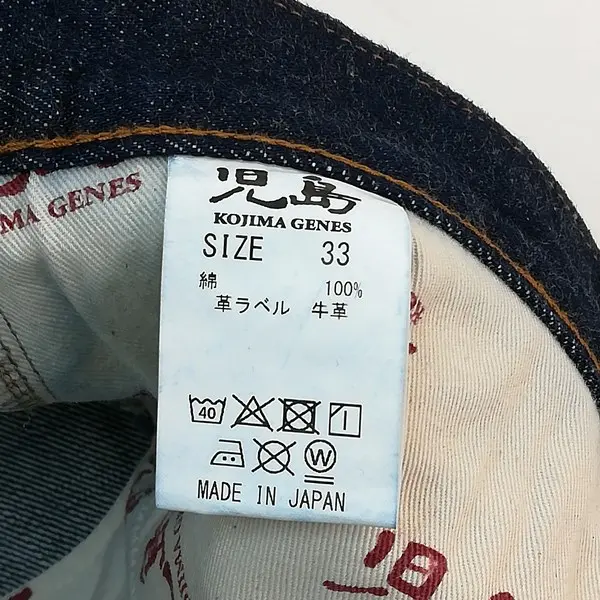 児島
KOJIMA GENES
SIZE 33
綿 100%
革ラベル 牛革
40
W
MADE IN JAPAN
MA GENES
旧